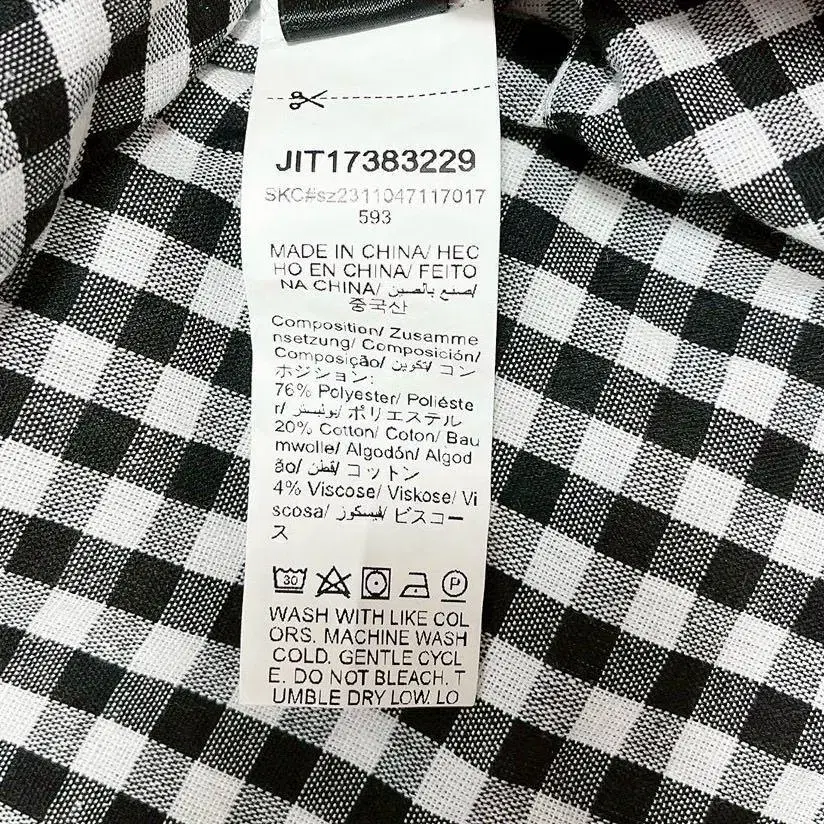 JIT17383229
SKC#sz2311047117017
593
MADE IN CHINA/ HEC
HO EN CHINA/ FEITO
NA CHINA/ صنع بالصين/
중국산
Composition/ Zusamme
nsetzung/ Composición/
Composição/ تكوين/ コン
ポジション:
76% Polyester/ Poliéste
r/ بوليستر/ ポリエステル
20% Cotton/ Coton/ Bau
mwolle/ Algodón/ Algod
ão/ قطن/ コットン
4% Viscose/ Viskose/ Vi
scosa/ فيسكوز/ ビスコー
ス
30 P
WASH WITH LIKE COL
ORS. MACHINE WASH
COLD. GENTLE CYCL
E. DO NOT BLEACH. T
UMBLE DRY LOW. LO